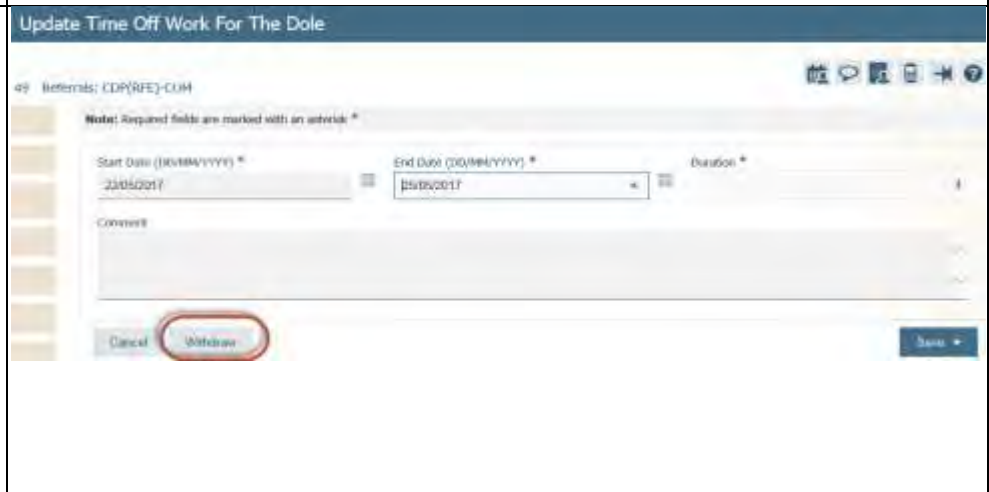 Update Time Off Work For The Dole
49 Referrals: CDP(RFE)-COM
Note: Required fields are marked with an asterisk *
Start Date (DD/MM/YYYY) * End Date (DD/MM/YYYY) * Duration *
22/05/2017 25/05/2017
Comment
Cancel Withdraw Save